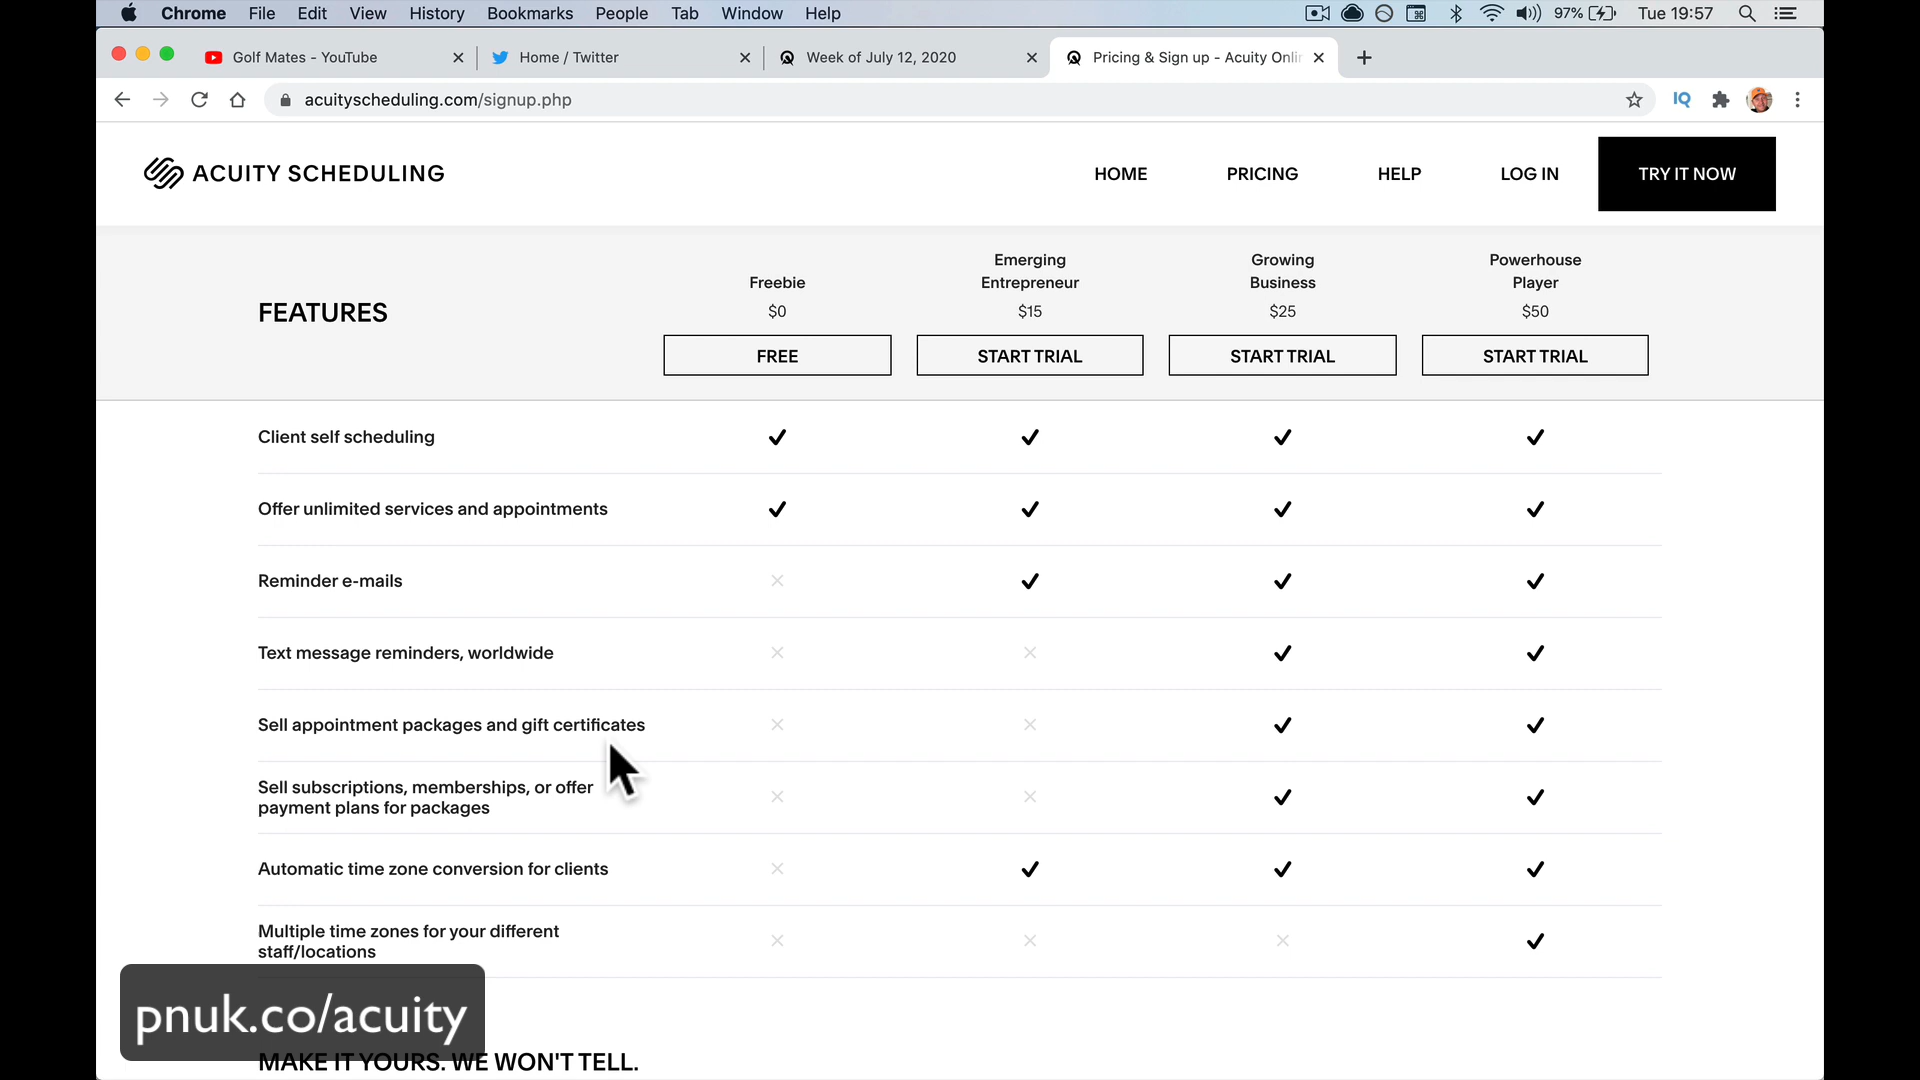 Chrome File Edit View History Bookmarks People Tab Window Help 97% Tue 19:57
Golf Mates - YouTube Home / Twitter Week of July 12, 2020 Pricing & Sign up - Acuity Onli
acuityscheduling.com/signup.php IQ
ACUITY SCHEDULING HOME PRICING HELP LOG IN TRY IT NOW
FEATURES
Freebie
$0
FREE
Emerging
Entrepreneur
$15
START TRIAL
Growing
Business
$25
START TRIAL
Powerhouse
Player
$50
START TRIAL
Client self scheduling
Offer unlimited services and appointments
Reminder e-mails
Text message reminders, worldwide
Sell appointment packages and gift certificates
Sell subscriptions, memberships, or offer
payment plans for packages
Automatic time zone conversion for clients
Multiple time zones for your different
staff/locations
pnuk.co/acuity
MAKE IT YOURS. WE WON'T TELL.